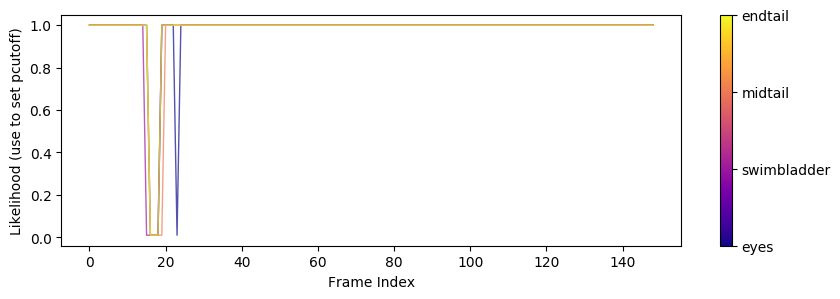 Likelihood (use to set pcutoff)
1.0
0.8
0.6
0.4
0.2
0.0
0
20
40
60
80
100
120
140
Frame Index
endtail
midtail
swimbladder
eyes